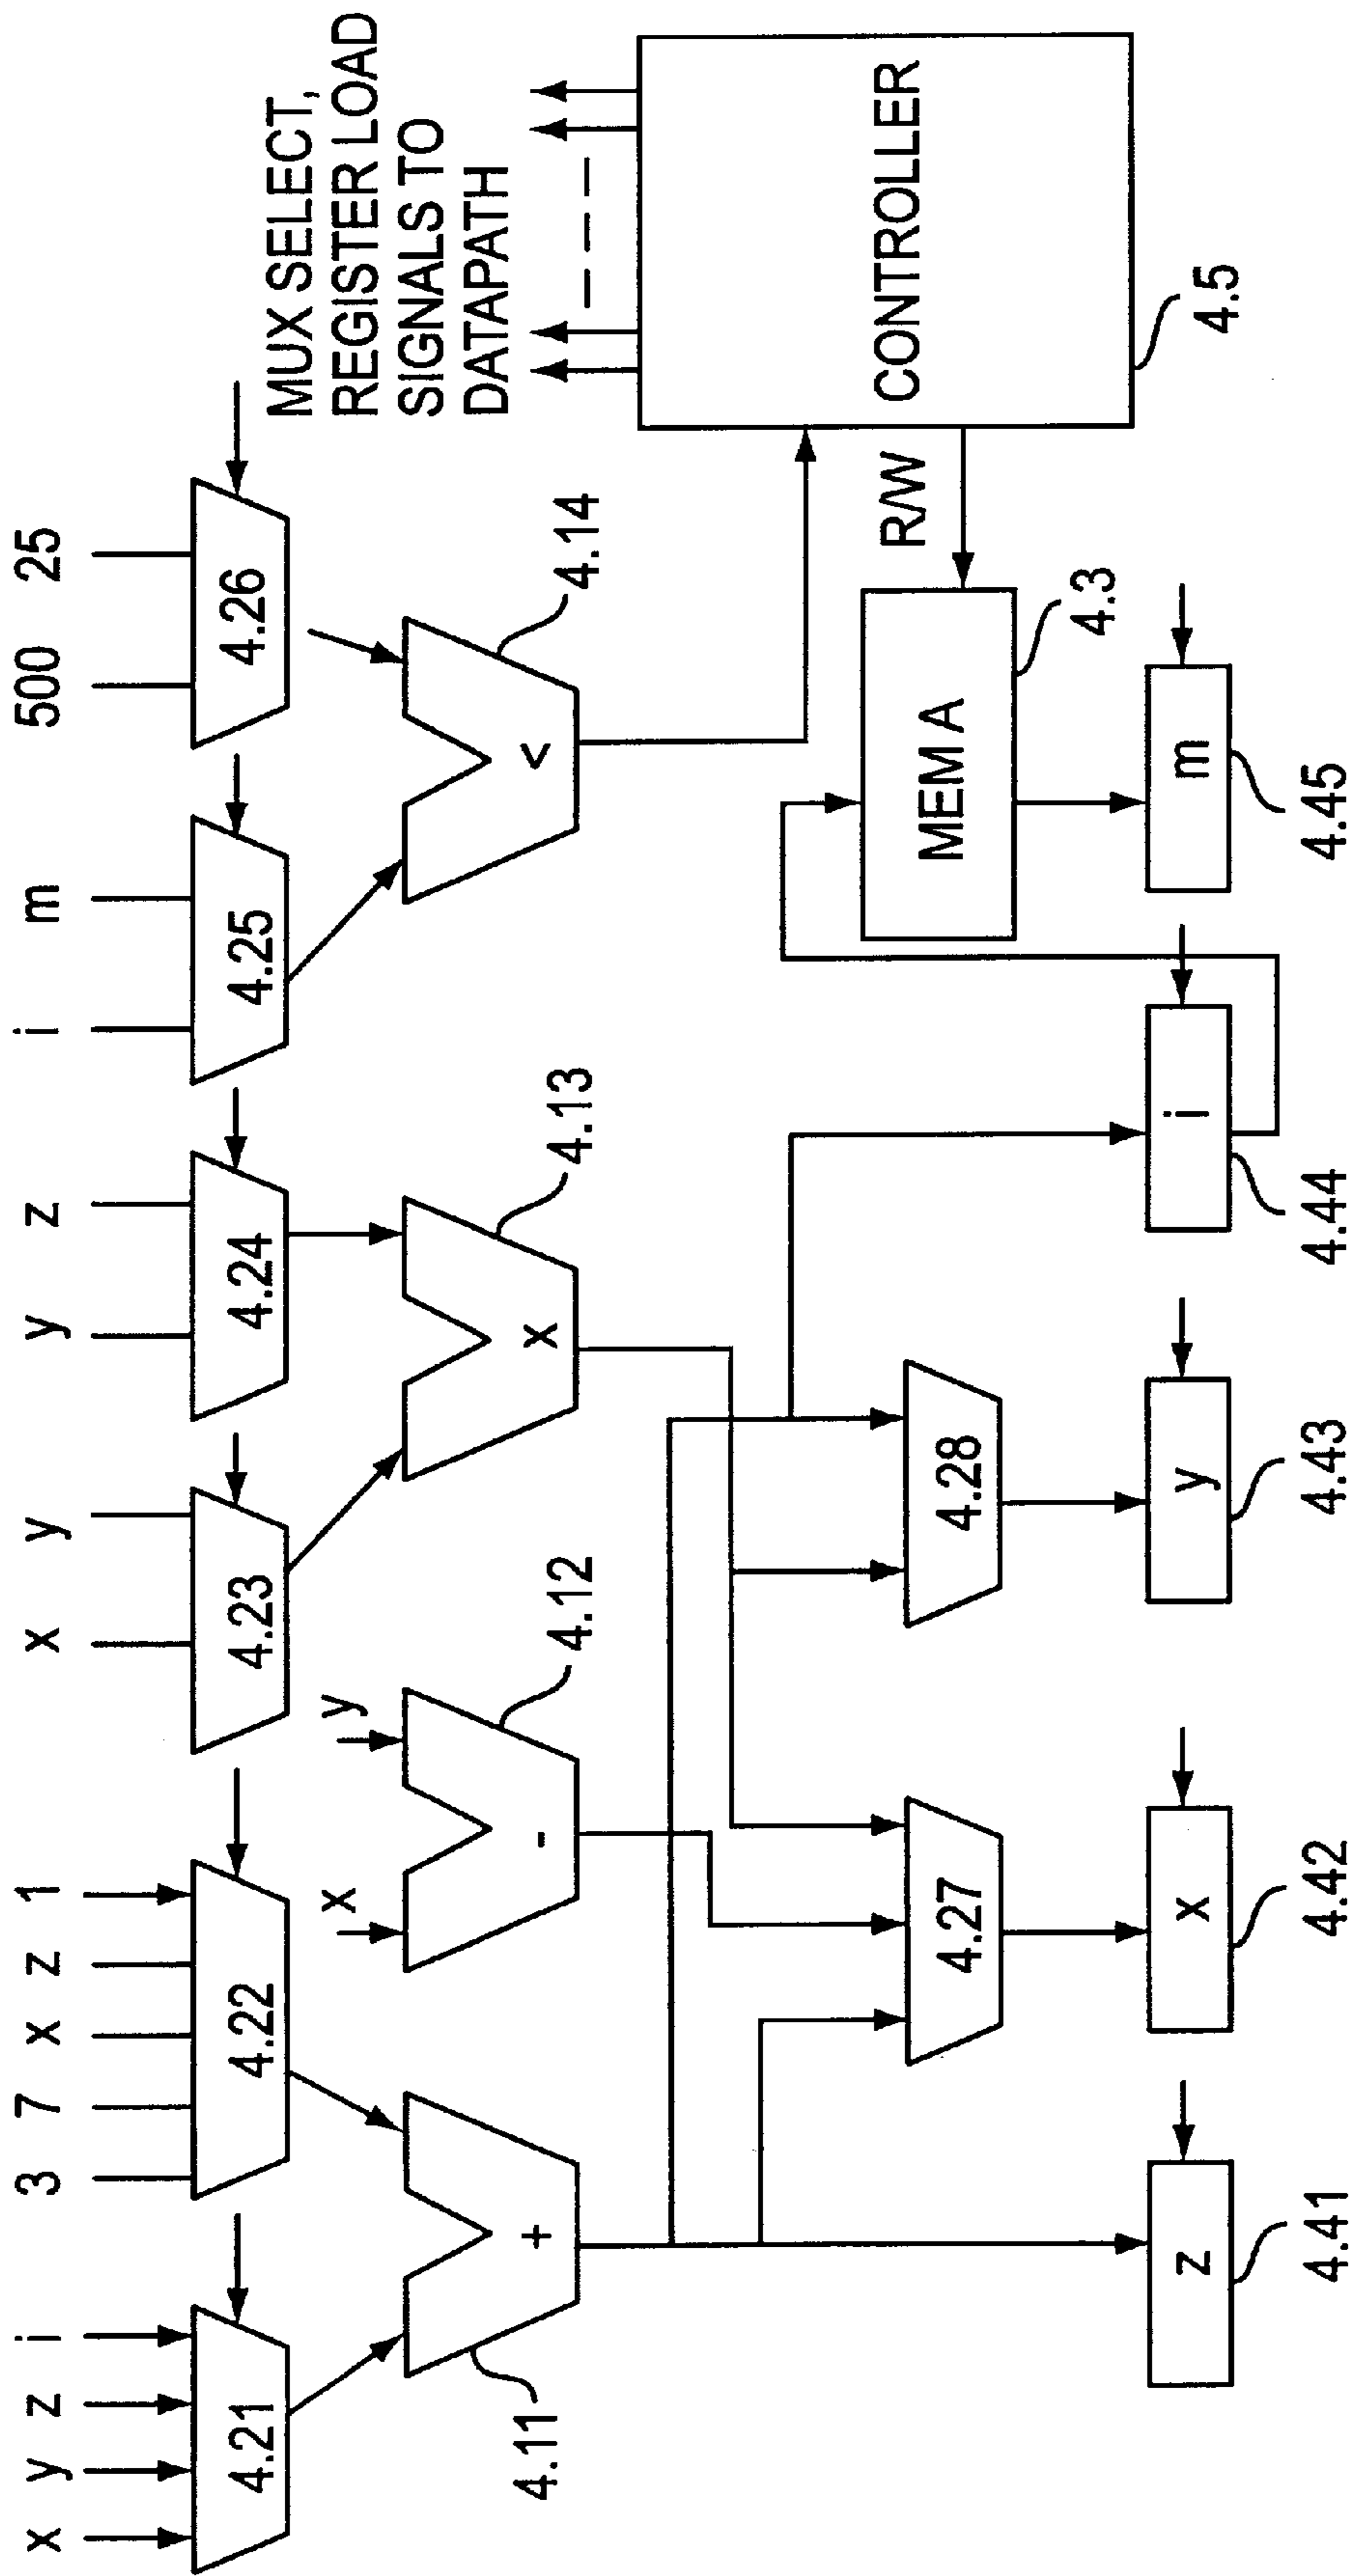 x y z i
3 7 x z 1
x y
y z
i m
500 25
4.21
4.22
4.23
4.24
4.25
4.26
MUX SELECT,
REGISTER LOAD
SIGNALS TO
DATAPATH
x y
+
-
x
<
4.11
4.12
4.13
4.14
CONTROLLER
4.5
R/W
MEM A
4.3
4.27
4.28
z
x
y
i
m
4.41
4.42
4.43
4.44
4.45